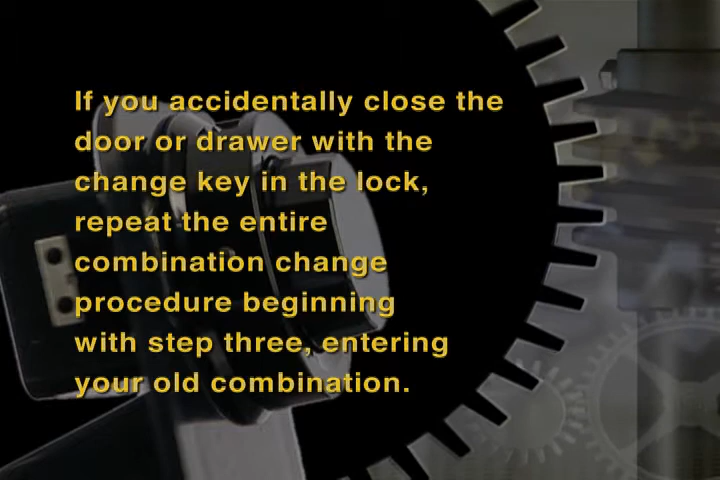 If you accidentally close the
door or drawer with the
change key in the lock,
repeat the entire
combination change
procedure beginning
with step three, entering
your old combination.